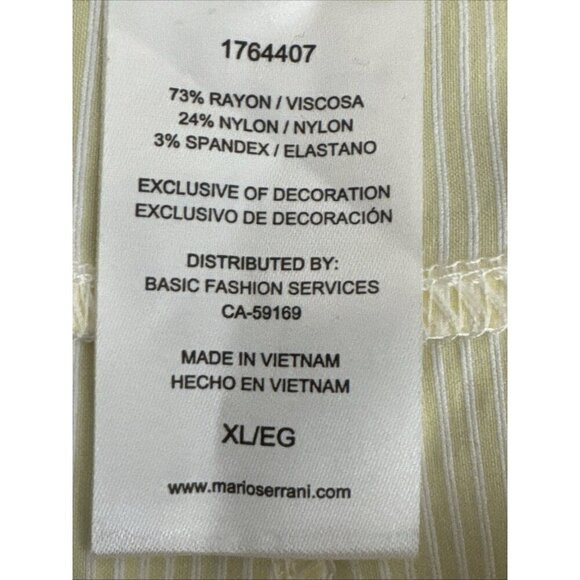 1764407
73% RAYON / VISCOSA
24% NYLON / NYLON
3% SPANDEX / ELASTANO
EXCLUSIVE OF DECORATION
EXCLUSIVO DE DECORACIÓN
DISTRIBUTED BY:
BASIC FASHION SERVICES
CA-59169
MADE IN VIETNAM
HECHO EN VIETNAM
XL/EG
www.marioserrani.com